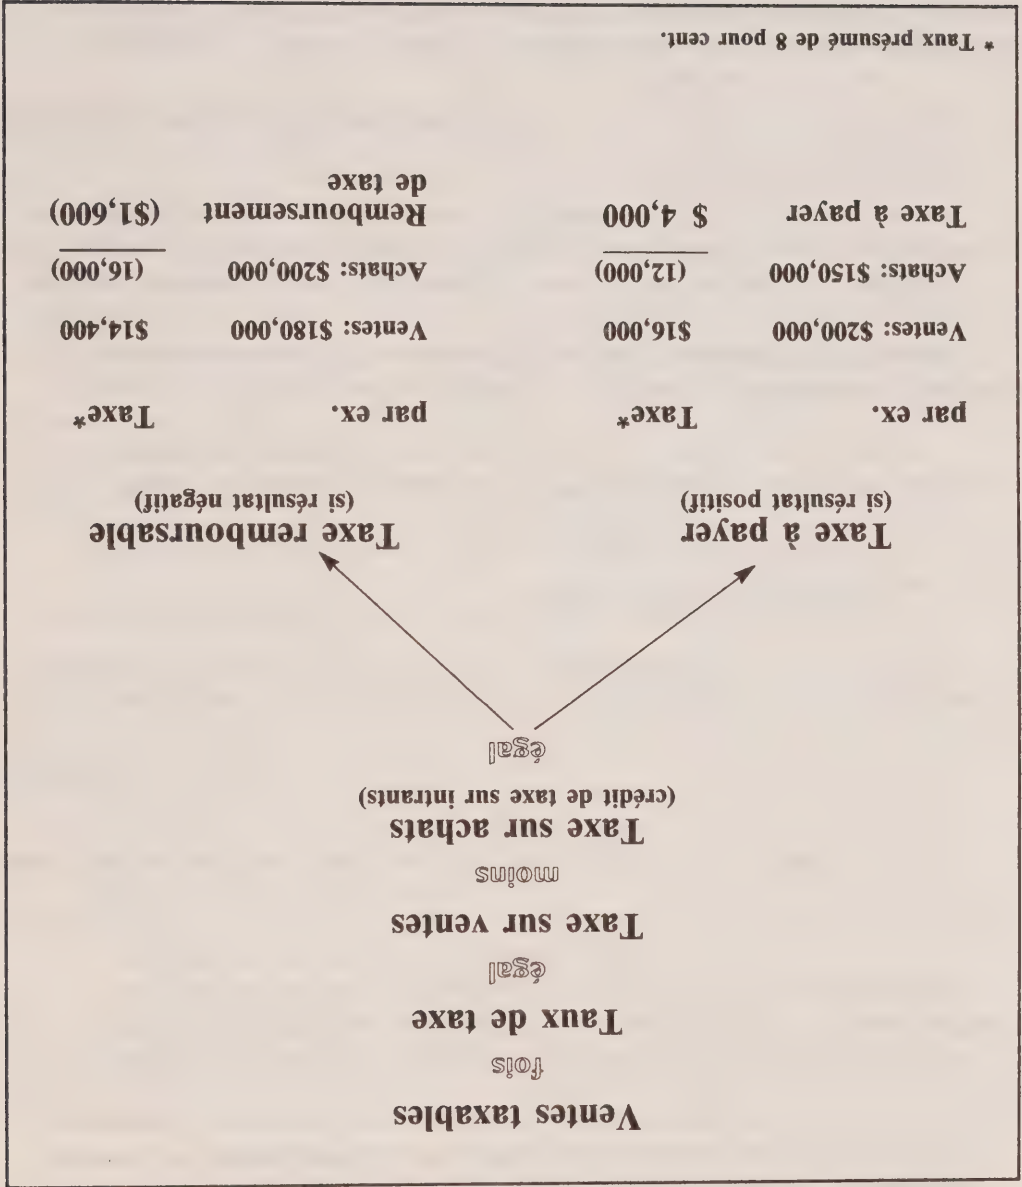 Ventes taxables
fois
Taux de taxe
égal
Taxe sur ventes
moins
Taxe sur achats
(crédit de taxe sur intrants)
égal
Taxe à payer
(si résultat positif)
par ex. Taxe*
Ventes: $200,000 $16,000
Achats: $150,000 (12,000)
Taxe à payer $ 4,000
Taxe remboursable
(si résultat négatif)
par ex. Taxe*
Ventes: $180,000 $14,400
Achats: $200,000 (16,000)
Remboursement ($1,600)
de taxe
* Taux présumé de 8 pour cent.